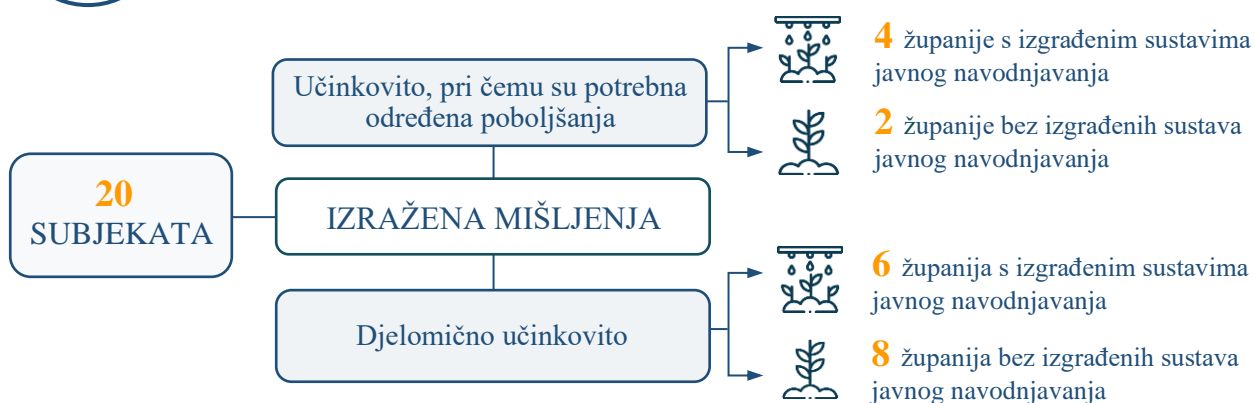 20
SUBJEKATA
Učinkovito, pri čemu su potrebna
određena poboljšanja
IZRAŽENA MIŠLJENJA
Djelomično učinkovito
4 županije s izgrađenim sustavima
javnog navodnjavanja
2 županije bez izgrađenih sustava
javnog navodnjavanja
6 županija s izgrađenim sustavima
javnog navodnjavanja
8 županija bez izgrađenih sustava
javnog navodnjavanja